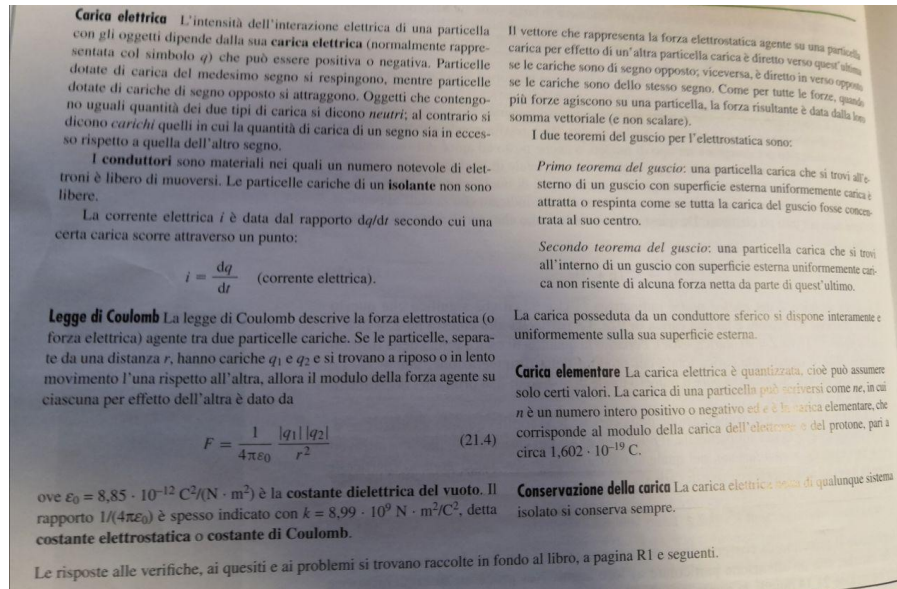 Carica elettrica L'intensità dell'interazione elettrica di una particella
con gli oggetti dipende dalla sua carica elettrica (normalmente rappre-
sentata col simbolo q) che può essere positiva o negativa. Particelle
dotate di carica del medesimo segno si respingono, mentre particelle
dotate di cariche di segno opposto si attraggono. Oggetti che contengo-
no uguali quantità dei due tipi di carica si dicono neutri; al contrario si
dicono carichi quelli in cui la quantità di carica di un segno sia in ecces-
so rispetto a quella dell'altro segno.
I conduttori sono materiali nei quali un numero notevole di elet-
troni è libero di muoversi. Le particelle cariche di un isolante non sono
libere.
La corrente elettrica i è data dal rapporto dq/dt secondo cui una
certa carica scorre attraverso un punto:
i = dq/dt (corrente elettrica).
Legge di Coulomb La legge di Coulomb descrive la forza elettrostatica (o
forza elettrica) agente tra due particelle cariche. Se le particelle, separa-
te da una distanza r, hanno cariche q₁ e q₂ e si trovano a riposo o in lento
movimento l'una rispetto all'altra, allora il modulo della forza agente su
ciascuna per effetto dell'altra è dato da
F = 1/(4πε₀) |q₁| |q₂|/r² (21.4)
ove ε₀ = 8,85 · 10⁻¹² C²/(N · m²) è la costante dielettrica del vuoto. Il
rapporto 1/(4πε₀) è spesso indicato con k = 8,99 · 10⁹ N · m²/C², detta
costante elettrostatica o costante di Coulomb.
Il vettore che rappresenta la forza elettrostatica agente su una particella
carica per effetto di un'altra particella carica è diretto verso quest'ultima
se le cariche sono di segno opposto; viceversa, è diretto in verso opposto
se le cariche sono dello stesso segno. Come per tutte le forze, quando
più forze agiscono su una particella, la forza risultante è data dalla loro
somma vettoriale (e non scalare).
I due teoremi del guscio per l'elettrostatica sono:
Primo teorema del guscio: una particella carica che si trovi all'e-
sterno di un guscio con superficie esterna uniformemente carica è
attratta o respinta come se tutta la carica del guscio fosse concen-
trata al suo centro.
Secondo teorema del guscio: una particella carica che si trovi
all'interno di un guscio con superficie esterna uniformemente cari-
ca non risente di alcuna forza netta da parte di quest'ultimo.
La carica posseduta da un conduttore sferico si dispone interamente e
uniformemente sulla sua superficie esterna.
Carica elementare La carica elettrica è quantizzata, cioè può assumere
solo certi valori. La carica di una particella può scriversi come ne, in cui
n è un numero intero positivo o negativo ed e è la carica elementare, che
corrisponde al modulo della carica dell'elettrone e del protone, pari a
circa 1,602 · 10⁻¹⁹ C.
Conservazione della carica La carica elettrica netta di qualunque sistema
isolato si conserva sempre.
Le risposte alle verifiche, ai quesiti e ai problemi si trovano raccolte in fondo al libro, a pagina R1 e seguenti.